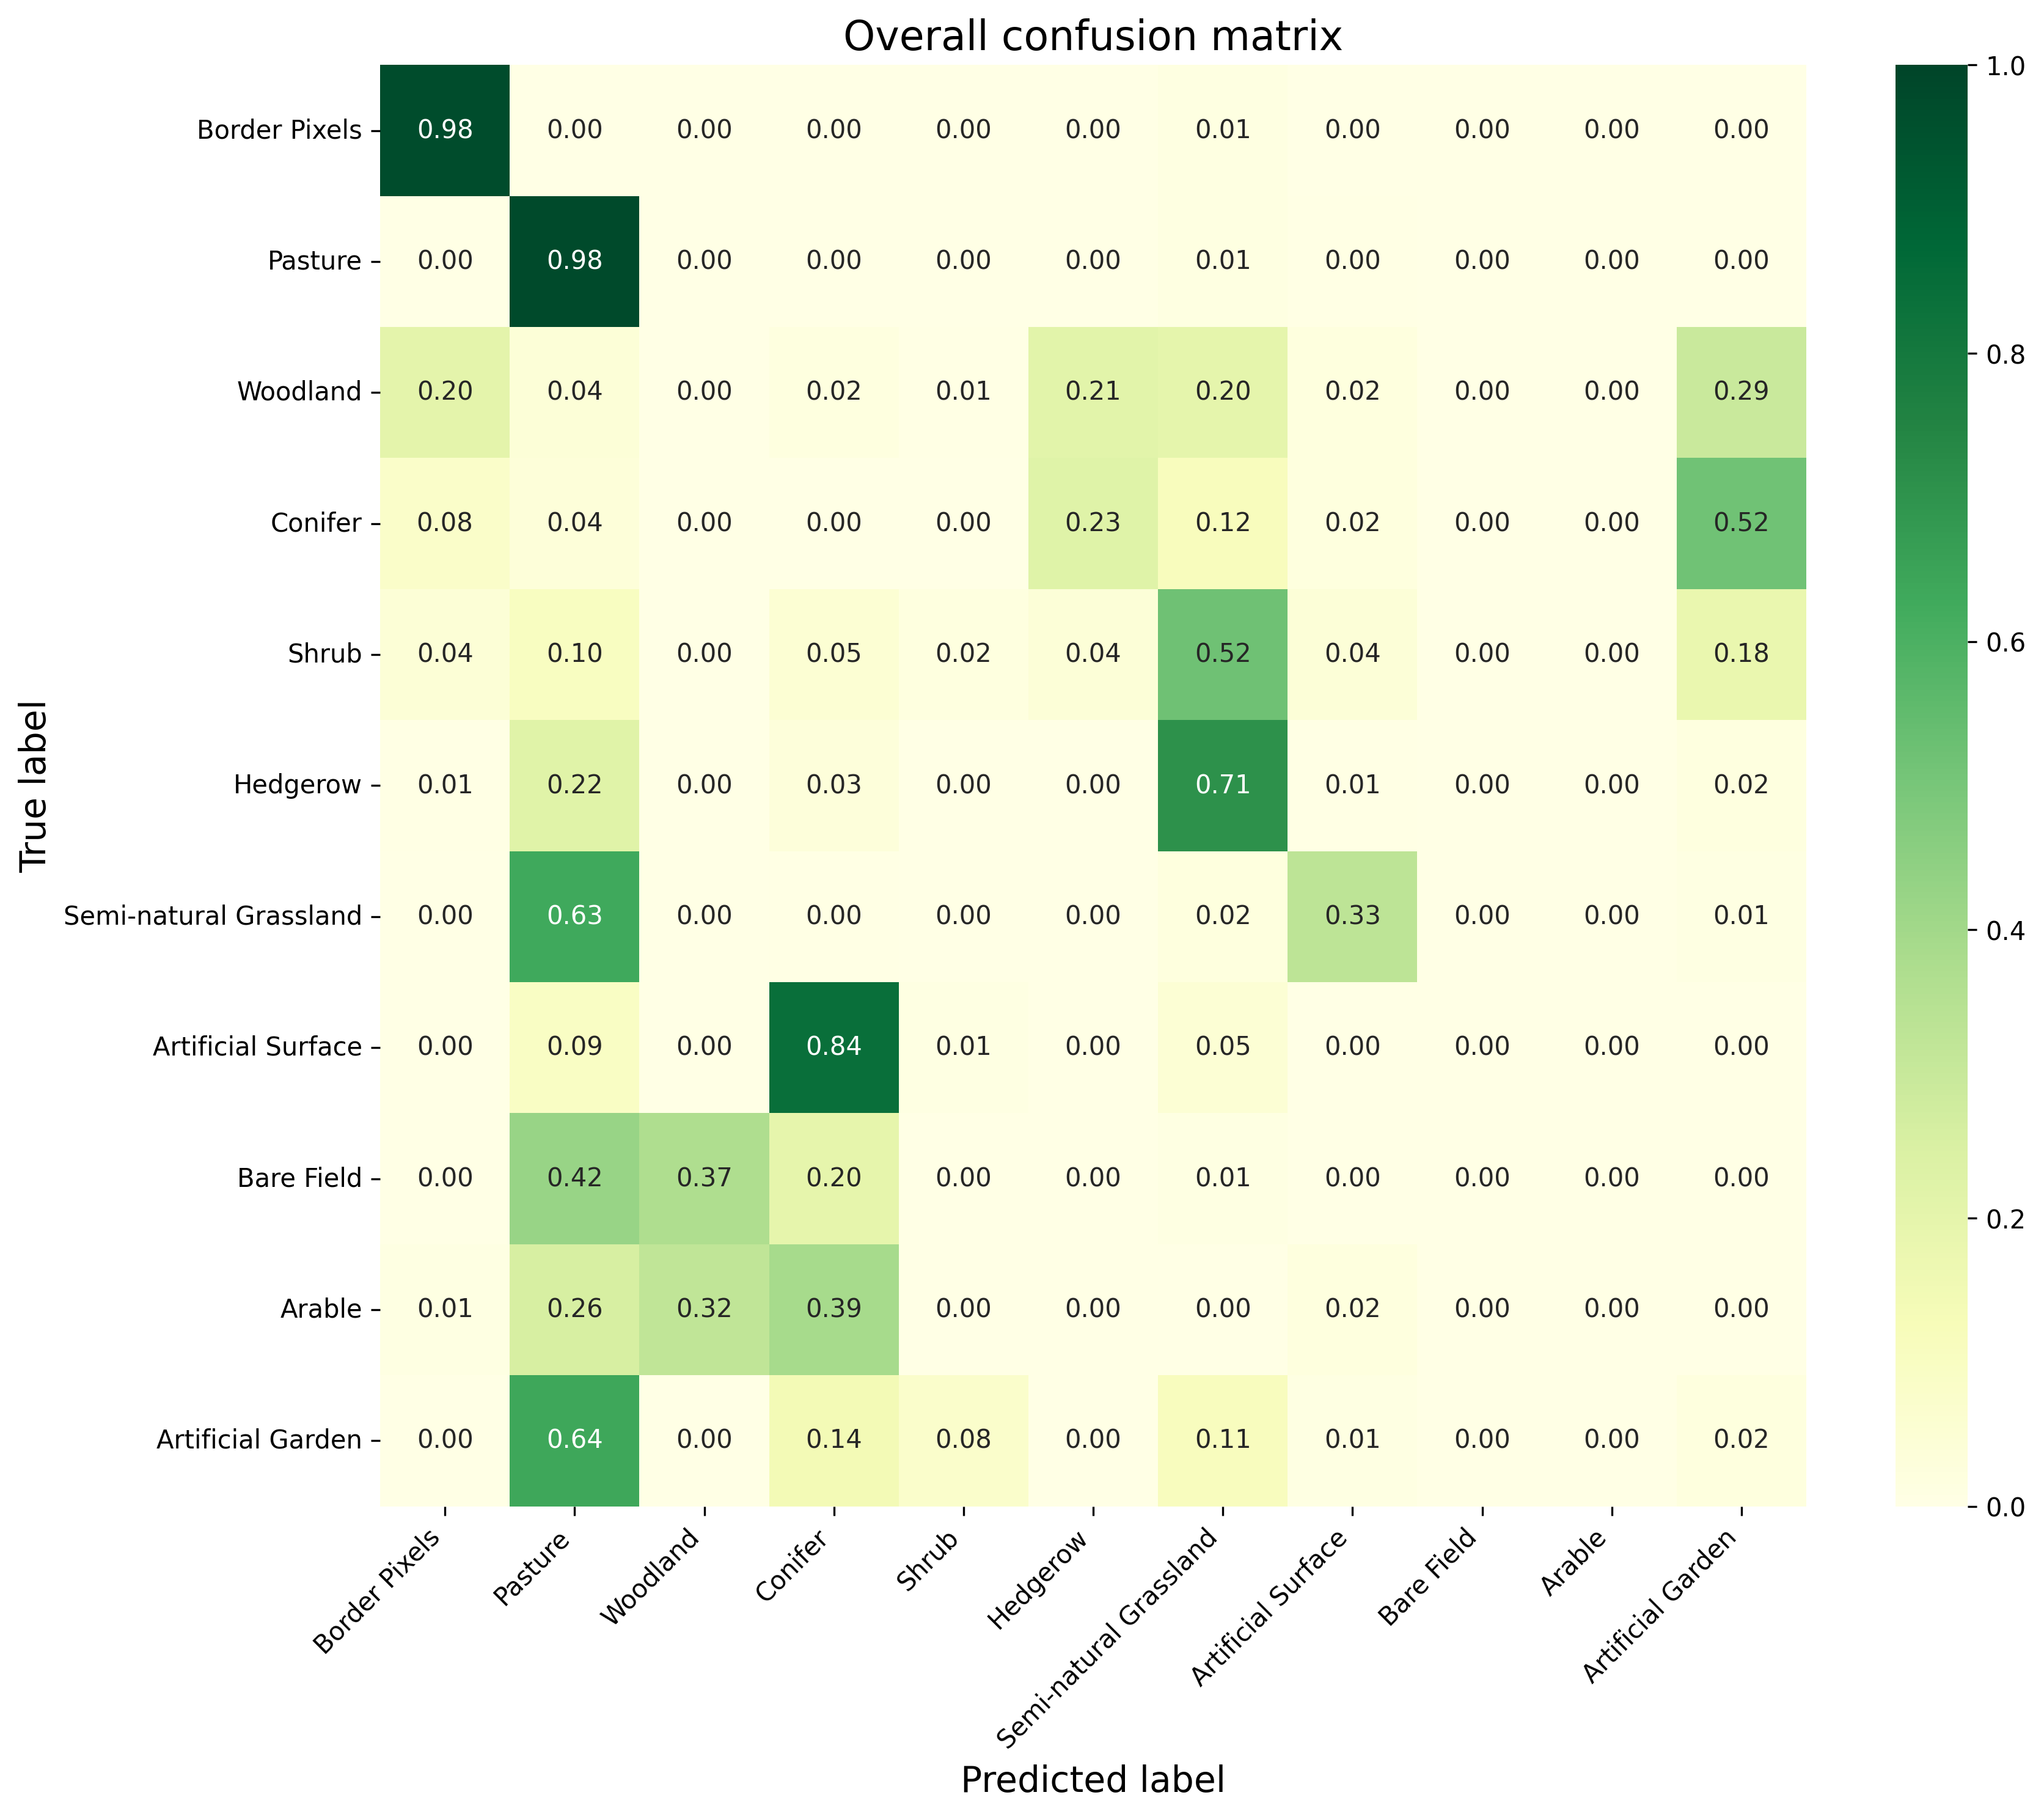 Overall confusion matrix
Border Pixels 0.98 0.00 0.00 0.00 0.00 0.00 0.01 0.00 0.00 0.00 0.00
Pasture 0.00 0.98 0.00 0.00 0.00 0.00 0.01 0.00 0.00 0.00 0.00
Woodland 0.20 0.04 0.00 0.02 0.01 0.21 0.20 0.02 0.00 0.00 0.29
Conifer 0.08 0.04 0.00 0.00 0.00 0.23 0.12 0.02 0.00 0.00 0.52
Shrub 0.04 0.10 0.00 0.05 0.02 0.04 0.52 0.04 0.00 0.00 0.18
Hedgerow 0.01 0.22 0.00 0.03 0.00 0.00 0.71 0.01 0.00 0.00 0.02
Semi-natural Grassland 0.00 0.63 0.00 0.00 0.00 0.00 0.02 0.33 0.00 0.00 0.01
Artificial Surface 0.00 0.09 0.00 0.84 0.01 0.00 0.05 0.00 0.00 0.00 0.00
Bare Field 0.00 0.42 0.37 0.20 0.00 0.00 0.01 0.00 0.00 0.00 0.00
Arable 0.01 0.26 0.32 0.39 0.00 0.00 0.00 0.02 0.00 0.00 0.00
Artificial Garden 0.00 0.64 0.00 0.14 0.08 0.00 0.11 0.01 0.00 0.00 0.02
True label
Border Pixels
Pasture
Woodland
Conifer
Shrub
Hedgerow
Semi-natural Grassland
Artificial Surface
Bare Field
Arable
Artificial Garden
Predicted label
1.0
0.8
0.6
0.4
0.2
0.0